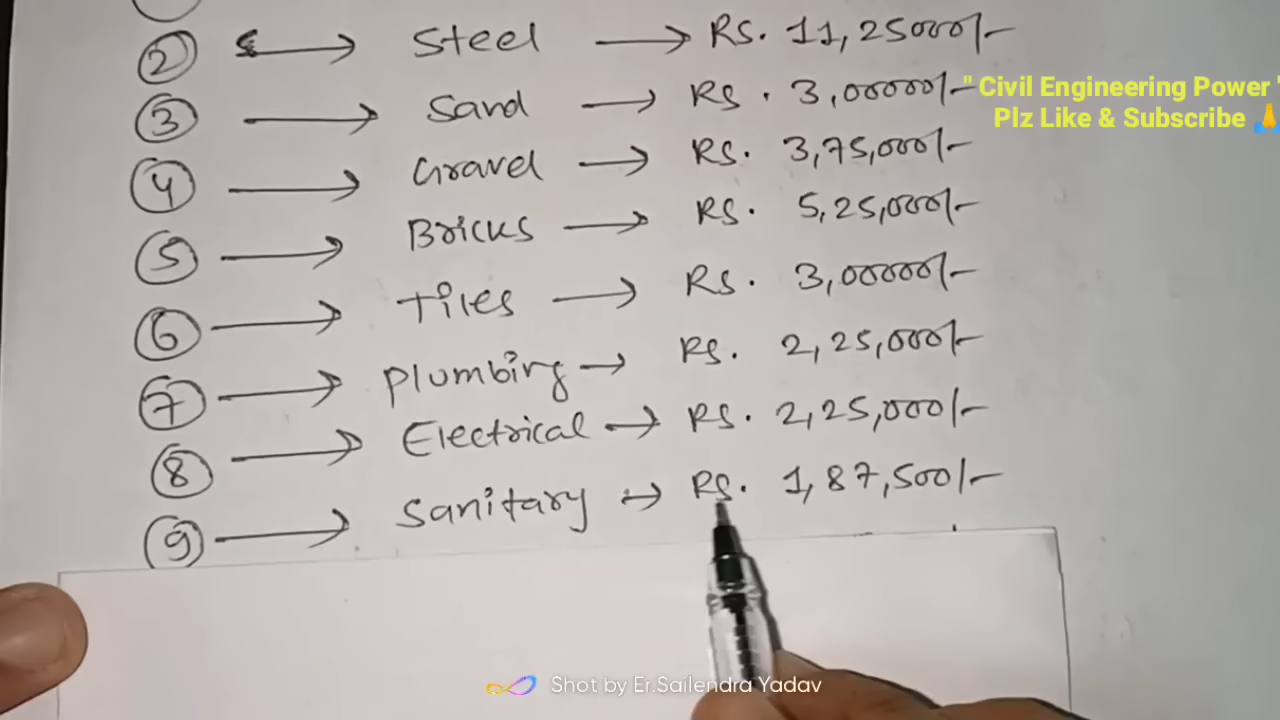 ② → Steel → Rs. 11,25000/-
③ → Sand → Rs. 3,00000/-
④ → Gravel → Rs. 3,75,000/-
⑤ → Bricks → Rs. 5,25,000/-
⑥ → Tiles → Rs. 3,00000/-
⑦ → Plumbing → Rs. 2,25,000/-
⑧ → Electrical → Rs. 2,25,000/-
⑨ → Sanitary → Rs. 1,87,500/-
" Civil Engineering Power "
Plz Like & Subscribe 🙏
Shot by Er.Sailendra Yadav